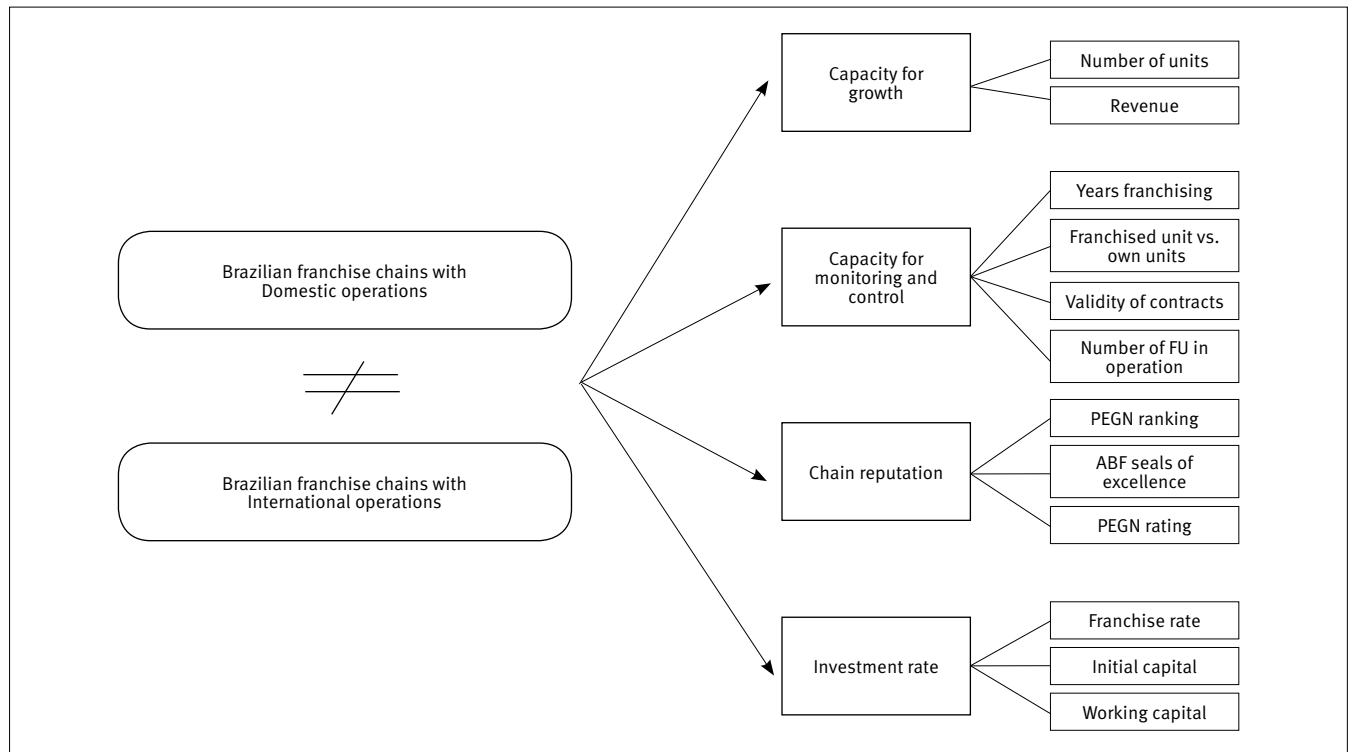 Brazilian franchise chains with
Domestic operations
Brazilian franchise chains with
International operations
Capacity for
growth
Number of units
Revenue
Capacity for
monitoring and
control
Years franchising
Franchised unit vs.
own units
Validity of contracts
Number of FU in
operation
Chain reputation
PEGN ranking
ABF seals of
excellence
PEGN rating
Investment rate
Franchise rate
Initial capital
Working capital